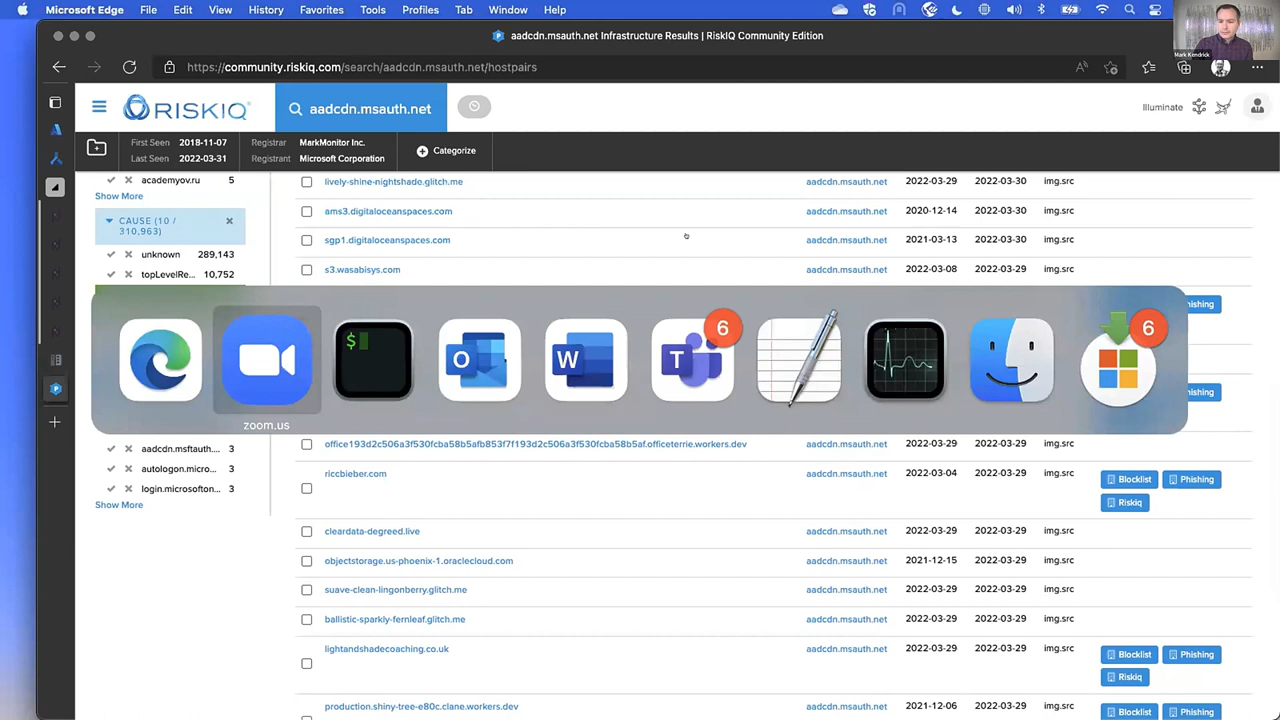 Microsoft Edge File Edit View History Favorites Tools Profiles Tab Window Help
aadcdn.msauth.net Infrastructure Results | RiskIQ Community Edition
Mark Kendrick
https://community.riskiq.com/search/aadcdn.msauth.net/hostpairs
RISKIQ
aadcdn.msauth.net
Illuminate
First Seen 2018-11-07 Registrar MarkMonitor Inc.
Last Seen 2022-03-31 Registrant Microsoft Corporation
Categorize
academyov.ru 5
Show More
CAUSE (10 /
310,963)
unknown 289,143
topLevelRe... 10,752
lively-shine-nightshade.glitch.me aadcdn.msauth.net 2022-03-29 2022-03-30 img.src
ams3.digitaloceanspaces.com aadcdn.msauth.net 2020-12-14 2022-03-30 img.src
sgp1.digitaloceanspaces.com aadcdn.msauth.net 2021-03-13 2022-03-30 img.src
s3.wasabisys.com aadcdn.msauth.net 2022-03-08 2022-03-29 img.src
$ O W T 6 6
zoom.us
aadcdn.msftauth.... 3
autologon.micro... 3
login.microsofton... 3
Show More
office193d2c506a3f530fcba58b5afb853f7f193d2c506a3f530fcba58b5af.officeterrie.workers.dev aadcdn.msauth.net 2022-03-29 2022-03-29 img.src
riccbieber.com aadcdn.msauth.net 2022-03-04 2022-03-29 img.src Blocklist Phishing
Riskiq
cleardata-degreed.live aadcdn.msauth.net 2022-03-29 2022-03-29 img.src
objectstorage.us-phoenix-1.oraclecloud.com aadcdn.msauth.net 2021-12-15 2022-03-29 img.src
suave-clean-lingonberry.glitch.me aadcdn.msauth.net 2022-03-29 2022-03-29 img.src
ballistic-sparkly-fernleaf.glitch.me aadcdn.msauth.net 2022-03-29 2022-03-29 img.src
lightandshadecoaching.co.uk aadcdn.msauth.net 2022-03-29 2022-03-29 img.src Blocklist Phishing
Riskiq
production.shiny-tree-e80c.clane.workers.dev aadcdn.msauth.net 2021-12-06 2022-03-29 img.src Blocklist Phishing